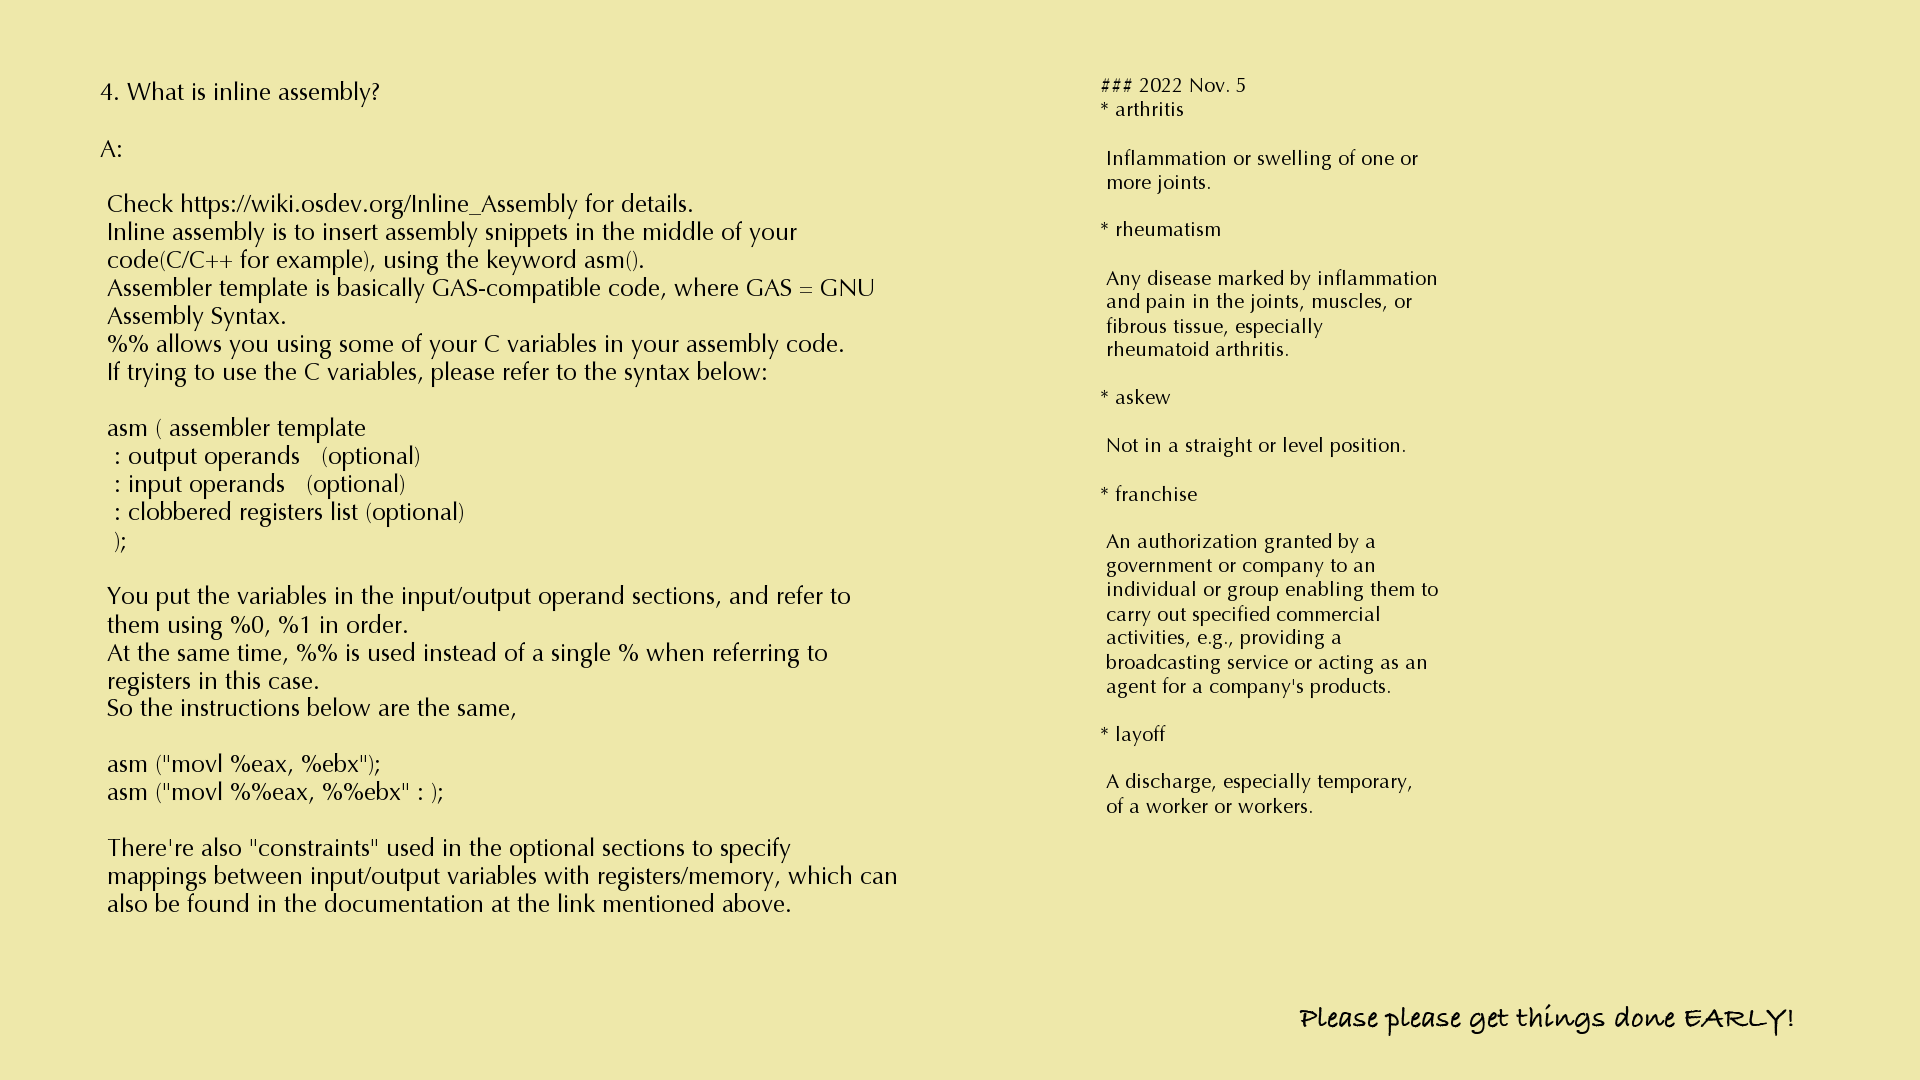 4. What is inline assembly?
A:
Check https://wiki.osdev.org/Inline_Assembly for details.
Inline assembly is to insert assembly snippets in the middle of your
code(C/C++ for example), using the keyword asm().
Assembler template is basically GAS-compatible code, where GAS = GNU
Assembly Syntax.
%% allows you using some of your C variables in your assembly code.
If trying to use the C variables, please refer to the syntax below:
asm ( assembler template
: output operands   (optional)
: input operands   (optional)
: clobbered registers list (optional)
);
You put the variables in the input/output operand sections, and refer to
them using %0, %1 in order.
At the same time, %% is used instead of a single % when referring to
registers in this case.
So the instructions below are the same,
asm ("movl %eax, %ebx");
asm ("movl %%eax, %%ebx" : );
There're also "constraints" used in the optional sections to specify
mappings between input/output variables with registers/memory, which can
also be found in the documentation at the link mentioned above.
### 2022 Nov. 5
* arthritis
Inflammation or swelling of one or
more joints.
* rheumatism
Any disease marked by inflammation
and pain in the joints, muscles, or
fibrous tissue, especially
rheumatoid arthritis.
* askew
Not in a straight or level position.
* franchise
An authorization granted by a
government or company to an
individual or group enabling them to
carry out specified commercial
activities, e.g., providing a
broadcasting service or acting as an
agent for a company's products.
* layoff
A discharge, especially temporary,
of a worker or workers.
Please please get things done EARLY!